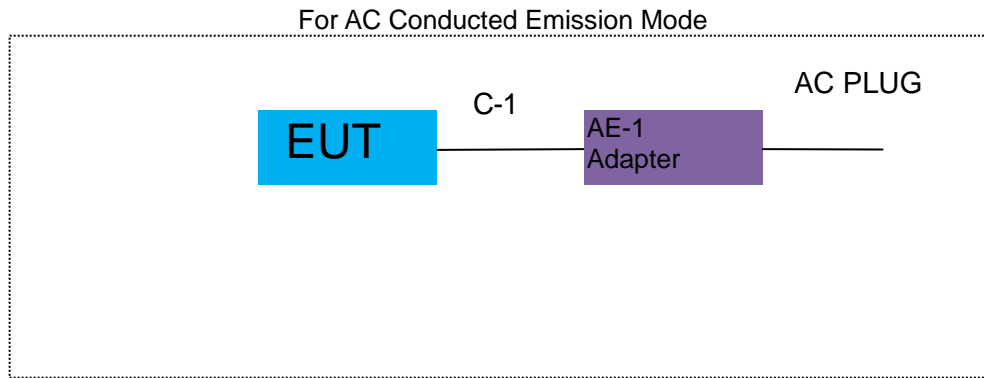 For AC Conducted Emission Mode
AC PLUG
C-1
EUT
AE-1
Adapter